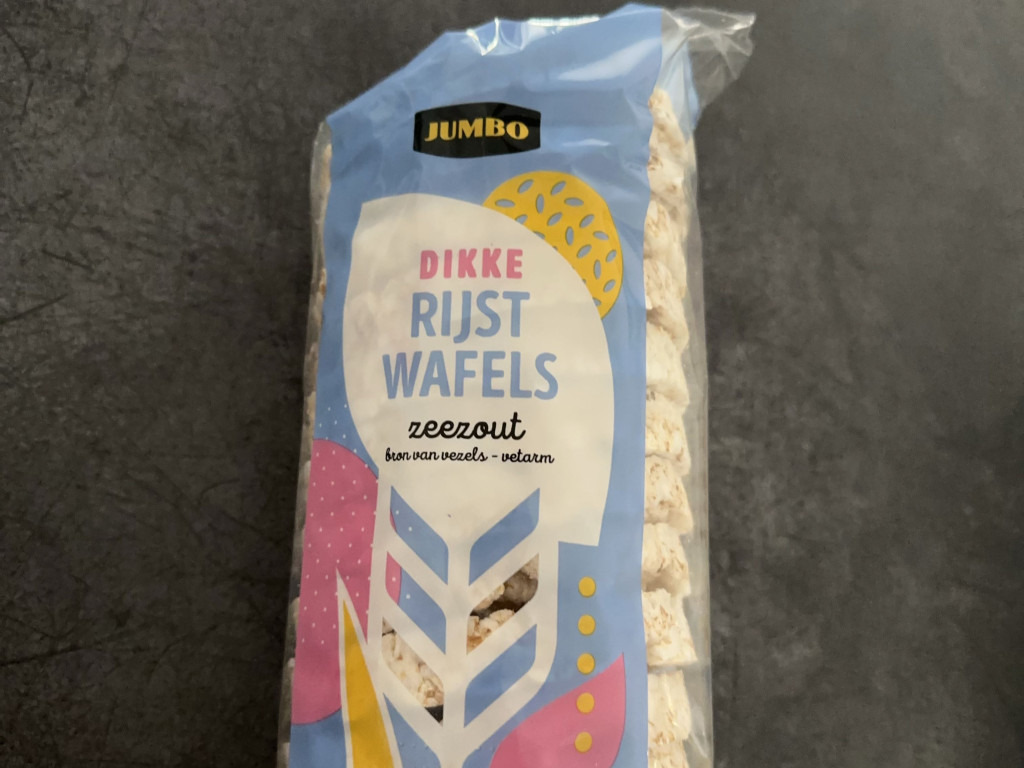 JUMBO
DIKKE
RIJST
WAFELS
zeezout
bron van vezels - vetarm